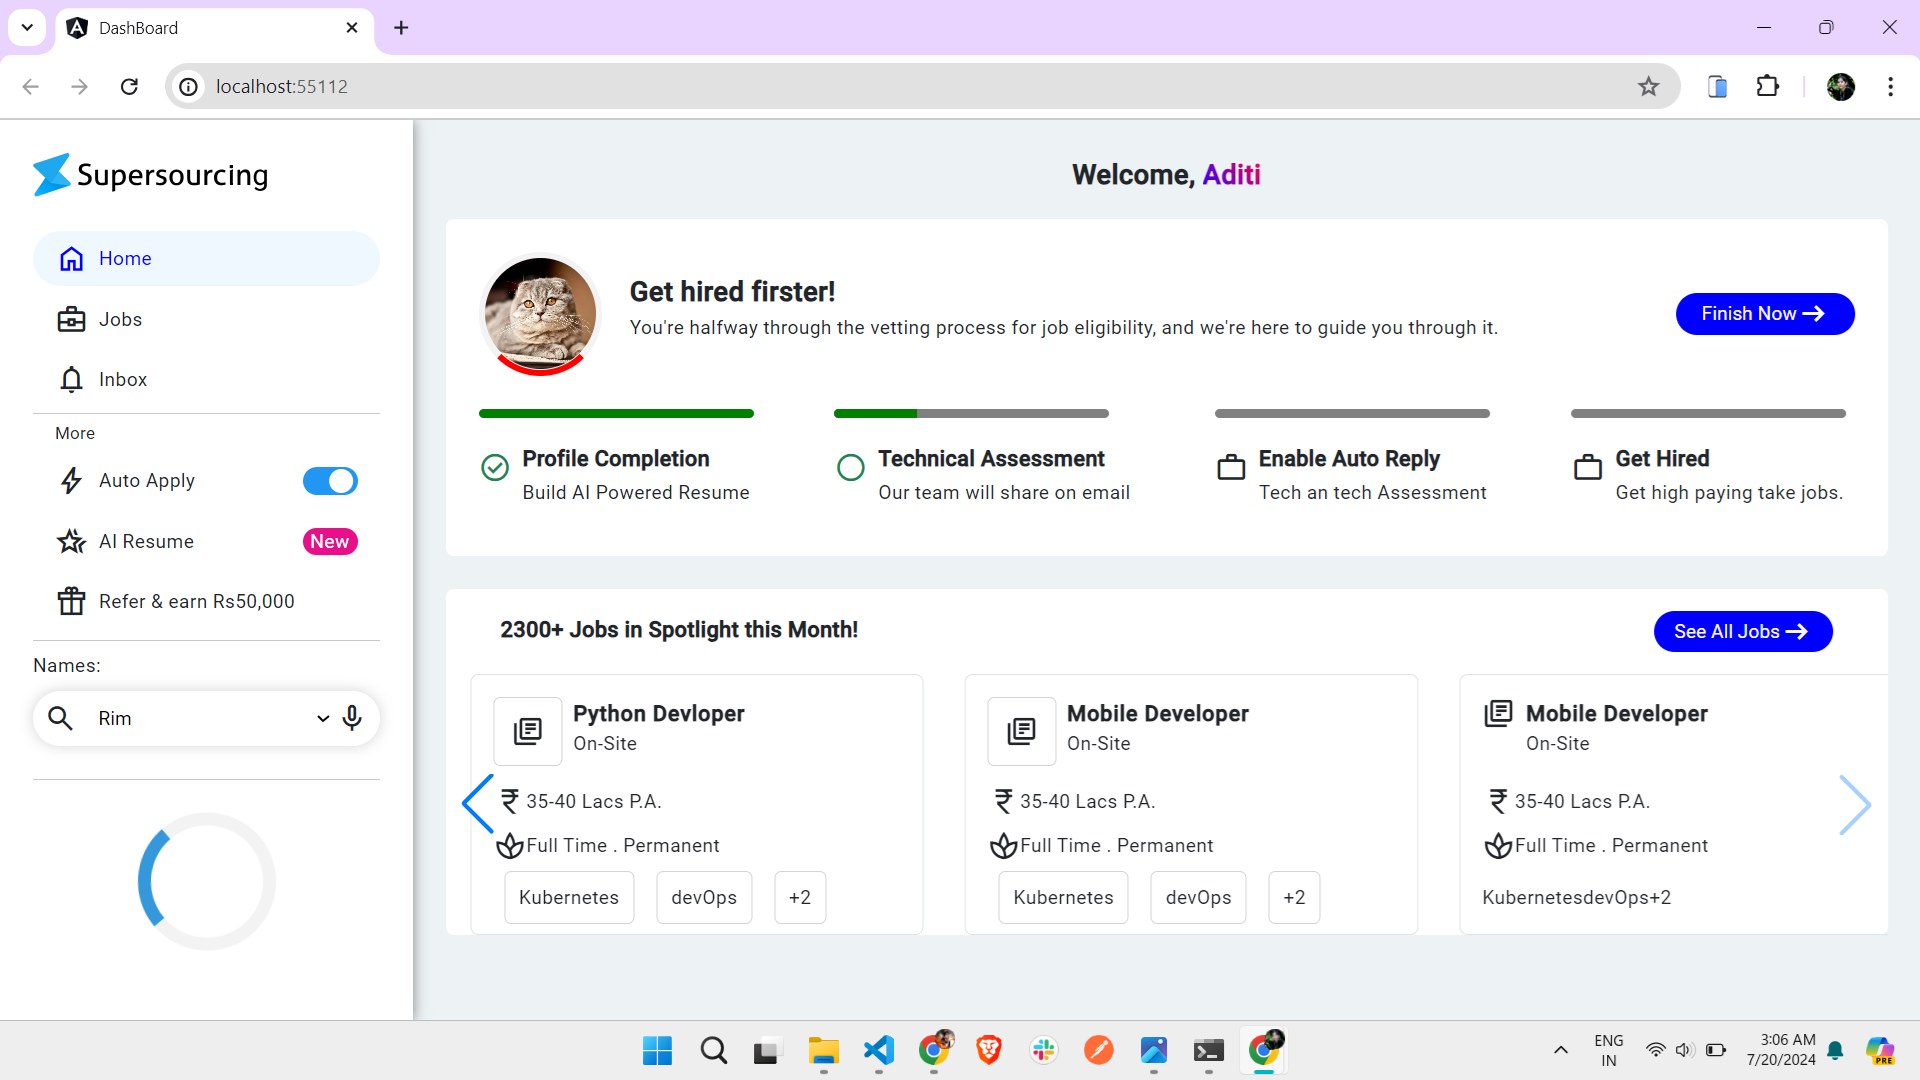 DashBoard
localhost:55112
Supersourcing
Home
Jobs
Inbox
More
Auto Apply
AI Resume
New
Refer & earn Rs50,000
Names:
Rim
Welcome, Aditi
Get hired firster!
You're halfway through the vetting process for job eligibility, and we're here to guide you through it.
Finish Now
Profile Completion
Build AI Powered Resume
Technical Assessment
Our team will share on email
Enable Auto Reply
Tech an tech Assessment
Get Hired
Get high paying take jobs.
2300+ Jobs in Spotlight this Month!
See All Jobs
Python Devloper
On-Site
₹ 35-40 Lacs P.A.
Full Time . Permanent
Kubernetes
devOps
+2
Mobile Developer
On-Site
₹ 35-40 Lacs P.A.
Full Time . Permanent
Kubernetes
devOps
+2
Mobile Developer
On-Site
₹ 35-40 Lacs P.A.
Full Time . Permanent
KubernetesdevOps+2
ENG
IN
3:06 AM
7/20/2024
PRE